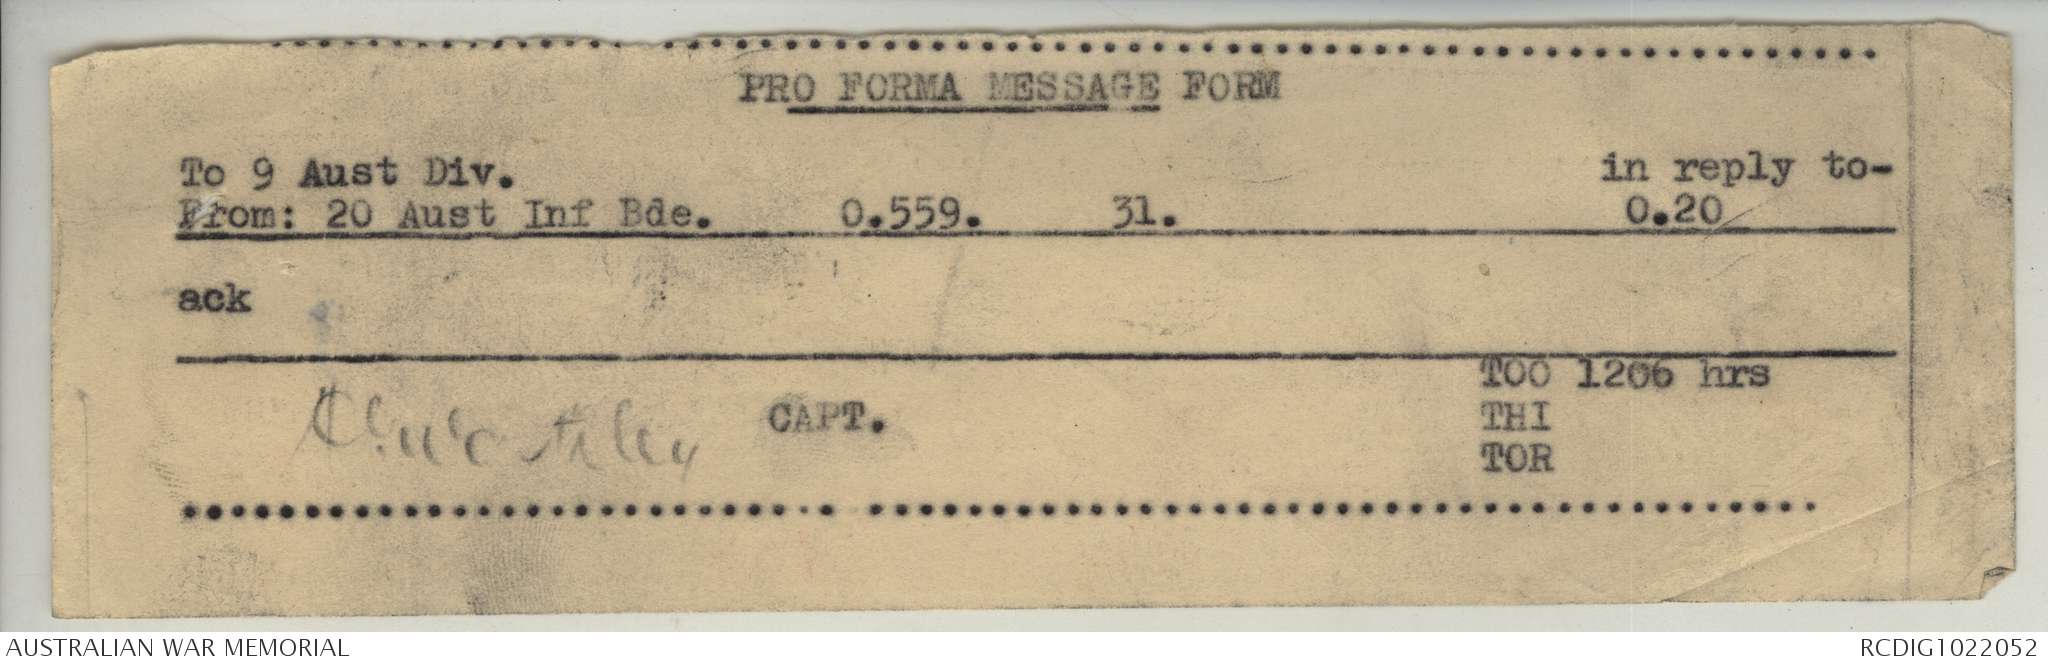 PRO FORMA MESSAGE FORM
To 9 Aust Div. in reply to-
From: 20 Aust Inf Bde. 0.559. 31. 0.20
ack
TOO 1206 hrs
CAPT. THI
TOR
AUSTRALIAN WAR MEMORIAL RCDIG1022052